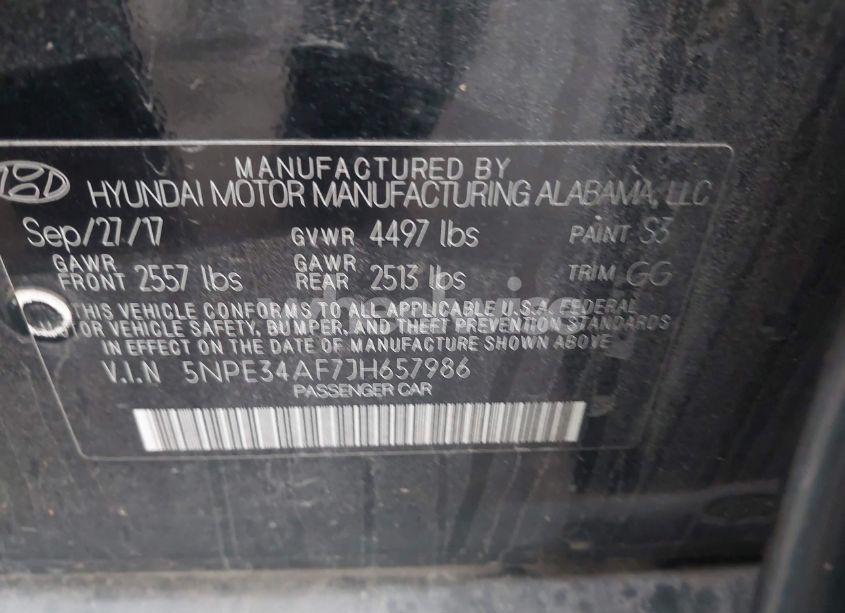 MANUFACTURED BY
HYUNDAI MOTOR MANUFACTURING ALABAMA, LLC
Sep/27/17 GVWR 4497 lbs PAINT S3
GAWR FRONT 2557 lbs GAWR REAR 2513 lbs TRIM GG
THIS VEHICLE CONFORMS TO ALL APPLICABLE U.S.A. FEDERAL
MOTOR VEHICLE SAFETY, BUMPER, AND THEFT PREVENTION STANDARDS
IN EFFECT ON THE DATE OF MANUFACTURE SHOWN ABOVE
V.I.N 5NPE34AF7JH657986
PASSENGER CAR